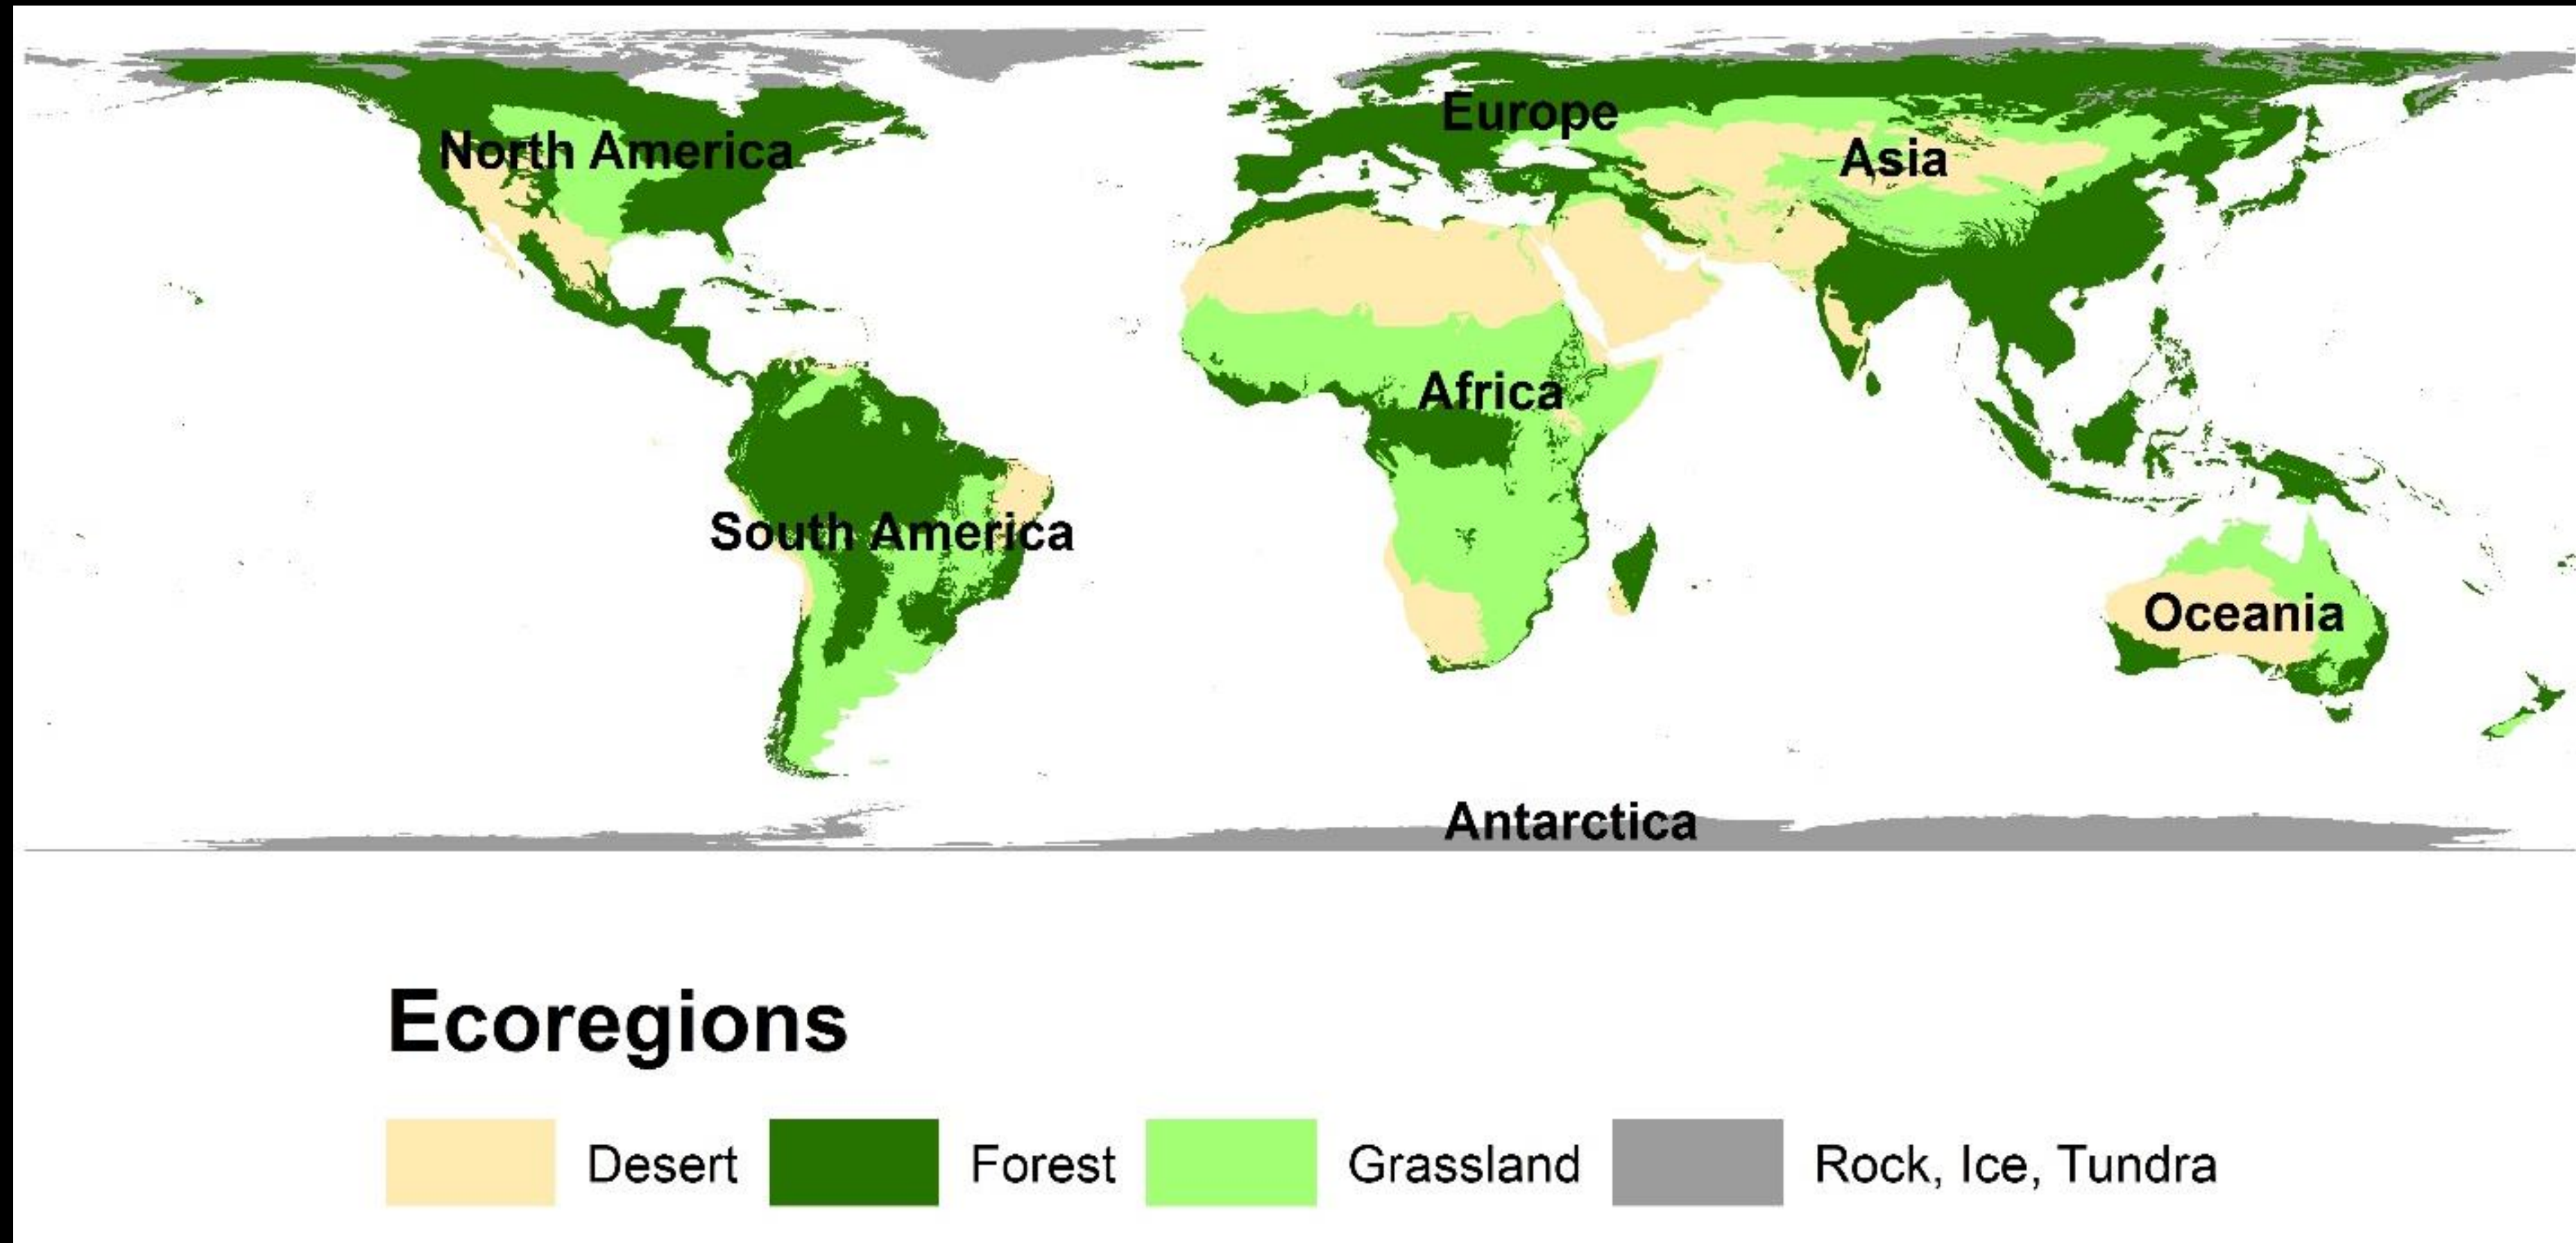 Europe
North America
Asia
Africa
South America
Oceania
Antarctica
Ecoregions
Desert
Forest
Grassland
Rock, Ice, Tundra